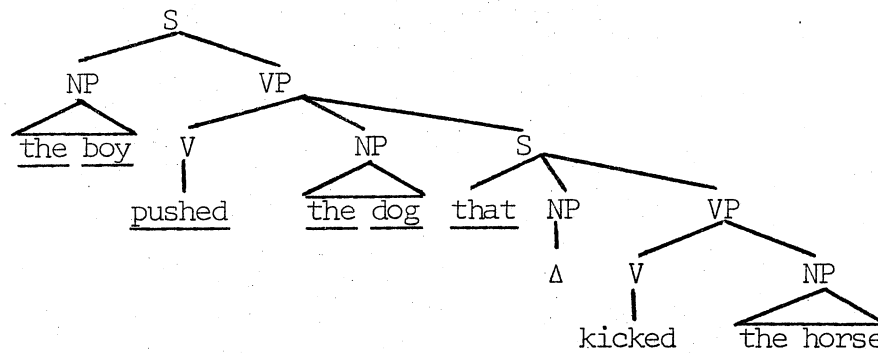 S
NP VP
the boy V NP S
pushed the dog that NP VP
Δ V NP
kicked the horse